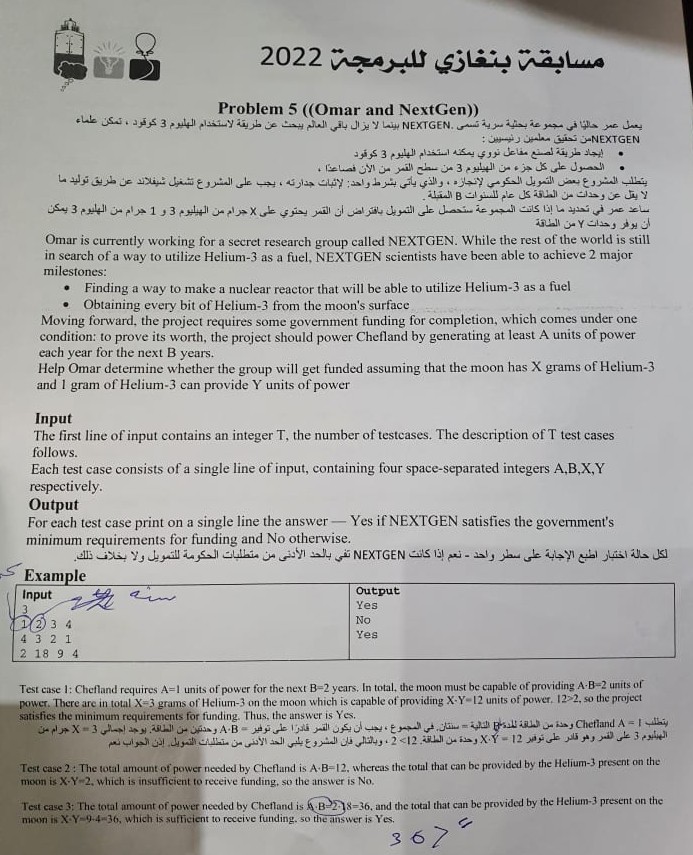 مسابقة بنغازي للبرمجة 2022
Problem 5 ((Omar and NextGen))
يعمل عمر حاليًا في مجموعة بحثية سرية تسمى NEXTGEN. بينما لا يزال باقي العالم يبحث عن طريقة لاستخدام الهليوم 3 كوقود ، تمكن علماء
NEXTGENمن تحقيق معلمين رئيسيين :
• إيجاد طريقة لصنع مفاعل نووي يمكنه استخدام الهليوم 3 كوقود
• الحصول على كل جزء من الهيليوم 3 من سطح القمر من الآن فصاعدًا ،
يتطلب المشروع بعض التمويل الحكومي لإنجازه ، والذي يأتي بشرط واحد: لإثبات جدارته ، يجب على المشروع تشغيل شيفلاند عن طريق توليد ما
لا يقل عن وحدات من الطاقة كل عام للسنوات B المقبلة.
ساعد عمر في تحديد ما إذا كانت المجموعة ستحصل على التمويل بافتراض أن القمر يحتوي على X جرام من الهيليوم 3 و 1 جرام من الهليوم 3 يمكن
أن يوفر وحدات Y من الطاقة
Omar is currently working for a secret research group called NEXTGEN. While the rest of the world is still
in search of a way to utilize Helium-3 as a fuel, NEXTGEN scientists have been able to achieve 2 major
milestones:
• Finding a way to make a nuclear reactor that will be able to utilize Helium-3 as a fuel
• Obtaining every bit of Helium-3 from the moon's surface
Moving forward, the project requires some government funding for completion, which comes under one
condition: to prove its worth, the project should power Chefland by generating at least A units of power
each year for the next B years.
Help Omar determine whether the group will get funded assuming that the moon has X grams of Helium-3
and 1 gram of Helium-3 can provide Y units of power
Input
The first line of input contains an integer T, the number of testcases. The description of T test cases
follows.
Each test case consists of a single line of input, containing four space-separated integers A,B,X,Y
respectively.
Output
For each test case print on a single line the answer — Yes if NEXTGEN satisfies the government's
minimum requirements for funding and No otherwise.
لكل حالة اختبار اطبع الإجابة على سطر واحد - نعم إذا كانت NEXTGEN تفي بالحد الأدنى من متطلبات الحكومة للتمويل ولا بخلاف ذلك.
Example
Input
3
1 2 3 4
4 3 2 1
2 18 9 4
Output
Yes
No
Yes
Test case 1: Chefland requires A=1 units of power for the next B=2 years. In total, the moon must be capable of providing A·B=2 units of
power. There are in total X=3 grams of Helium-3 on the moon which is capable of providing X·Y=12 units of power. 12>2, so the project
satisfies the minimum requirements for funding. Thus, the answer is Yes.
يتطلب Chefland A = 1 وحدة من الطاقة للمدة B التالية = سنتان. في المجموع ، يجب أن يكون القمر قادرًا على توفير A·B = وحدتين من الطاقة. يوجد إجمالي X = 3 جرام من
الهيليوم 3 على القمر وهو قادر على توفير X·Y = 12 وحدة من الطاقة. 12> 2 ، وبالتالي فإن المشروع يلبي الحد الأدنى من متطلبات التمويل. إذن الجواب نعم
Test case 2 : The total amount of power needed by Chefland is A·B=12, whereas the total that can be provided by the Helium-3 present on the
moon is X·Y=2, which is insufficient to receive funding, so the answer is No.
Test case 3: The total amount of power needed by Chefland is A·B=2·18=36, and the total that can be provided by the Helium-3 present on the
moon is X·Y=9·4=36, which is sufficient to receive funding, so the answer is Yes.